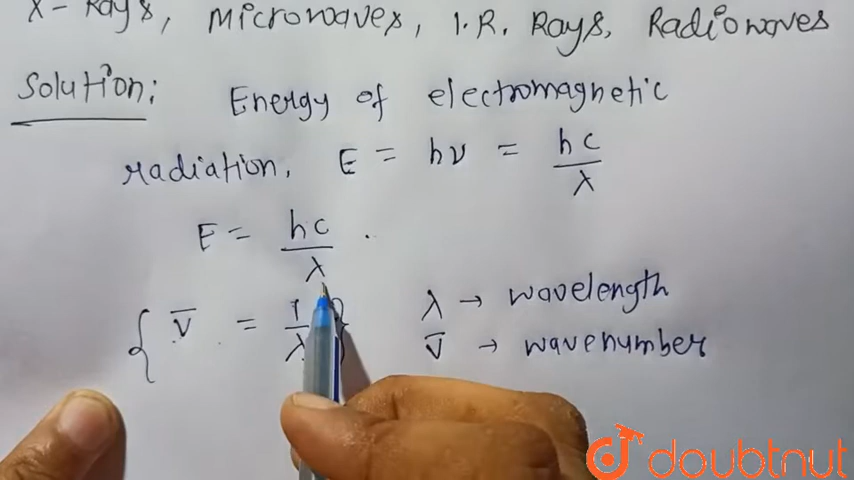 X-Rays, Microwaves, I.R. Rays, Radiowaves
Solution: Energy of electromagnetic
radiation, E = hν = hc/λ
E = hc/λ .
{ ν̅ = 1/λ } λ → wavelength
ν̅ → wavenumber
doubtnut